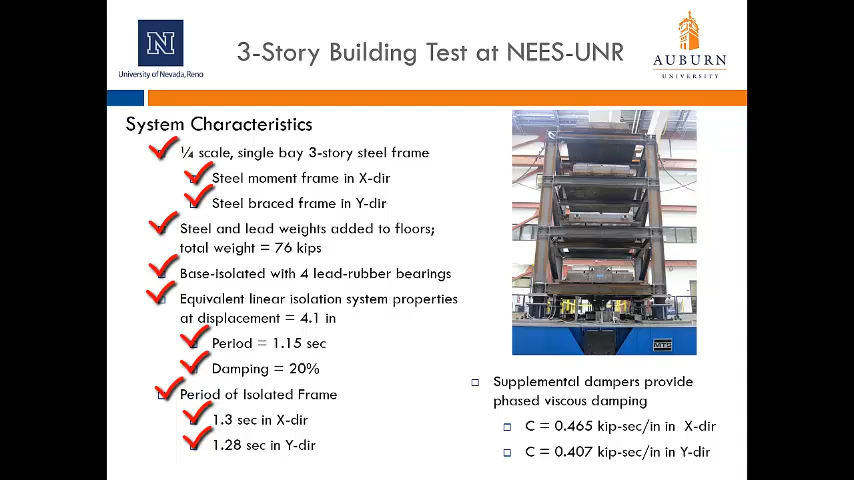 N
University of Nevada, Reno
3-Story Building Test at NEES-UNR
AUBURN
UNIVERSITY
System Characteristics
¼ scale, single bay 3-story steel frame
Steel moment frame in X-dir
Steel braced frame in Y-dir
Steel and lead weights added to floors;
total weight = 76 kips
Base-isolated with 4 lead-rubber bearings
Equivalent linear isolation system properties
at displacement = 4.1 in
Period = 1.15 sec
Damping = 20%
Period of Isolated Frame
1.3 sec in X-dir
1.28 sec in Y-dir
MTS
Supplemental dampers provide
phased viscous damping
C = 0.465 kip-sec/in in X-dir
C = 0.407 kip-sec/in in Y-dir